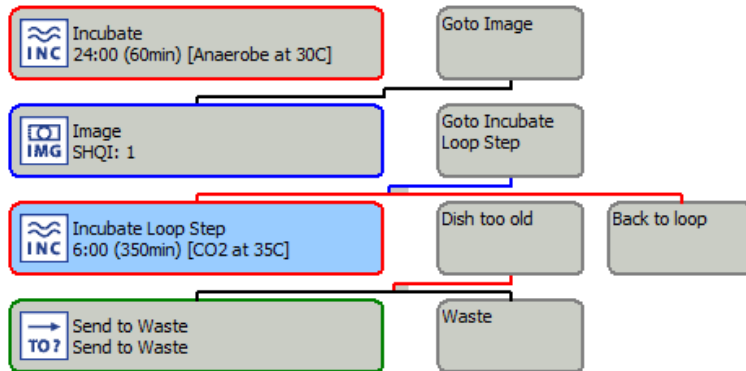 INC
Incubate
24:00 (60min) [Anaerobe at 30C]
Goto Image
IMG
Image
SHQI: 1
Goto Incubate
Loop Step
INC
Incubate Loop Step
6:00 (350min) [CO2 at 35C]
Dish too old
Back to loop
TO?
Send to Waste
Send to Waste
Waste